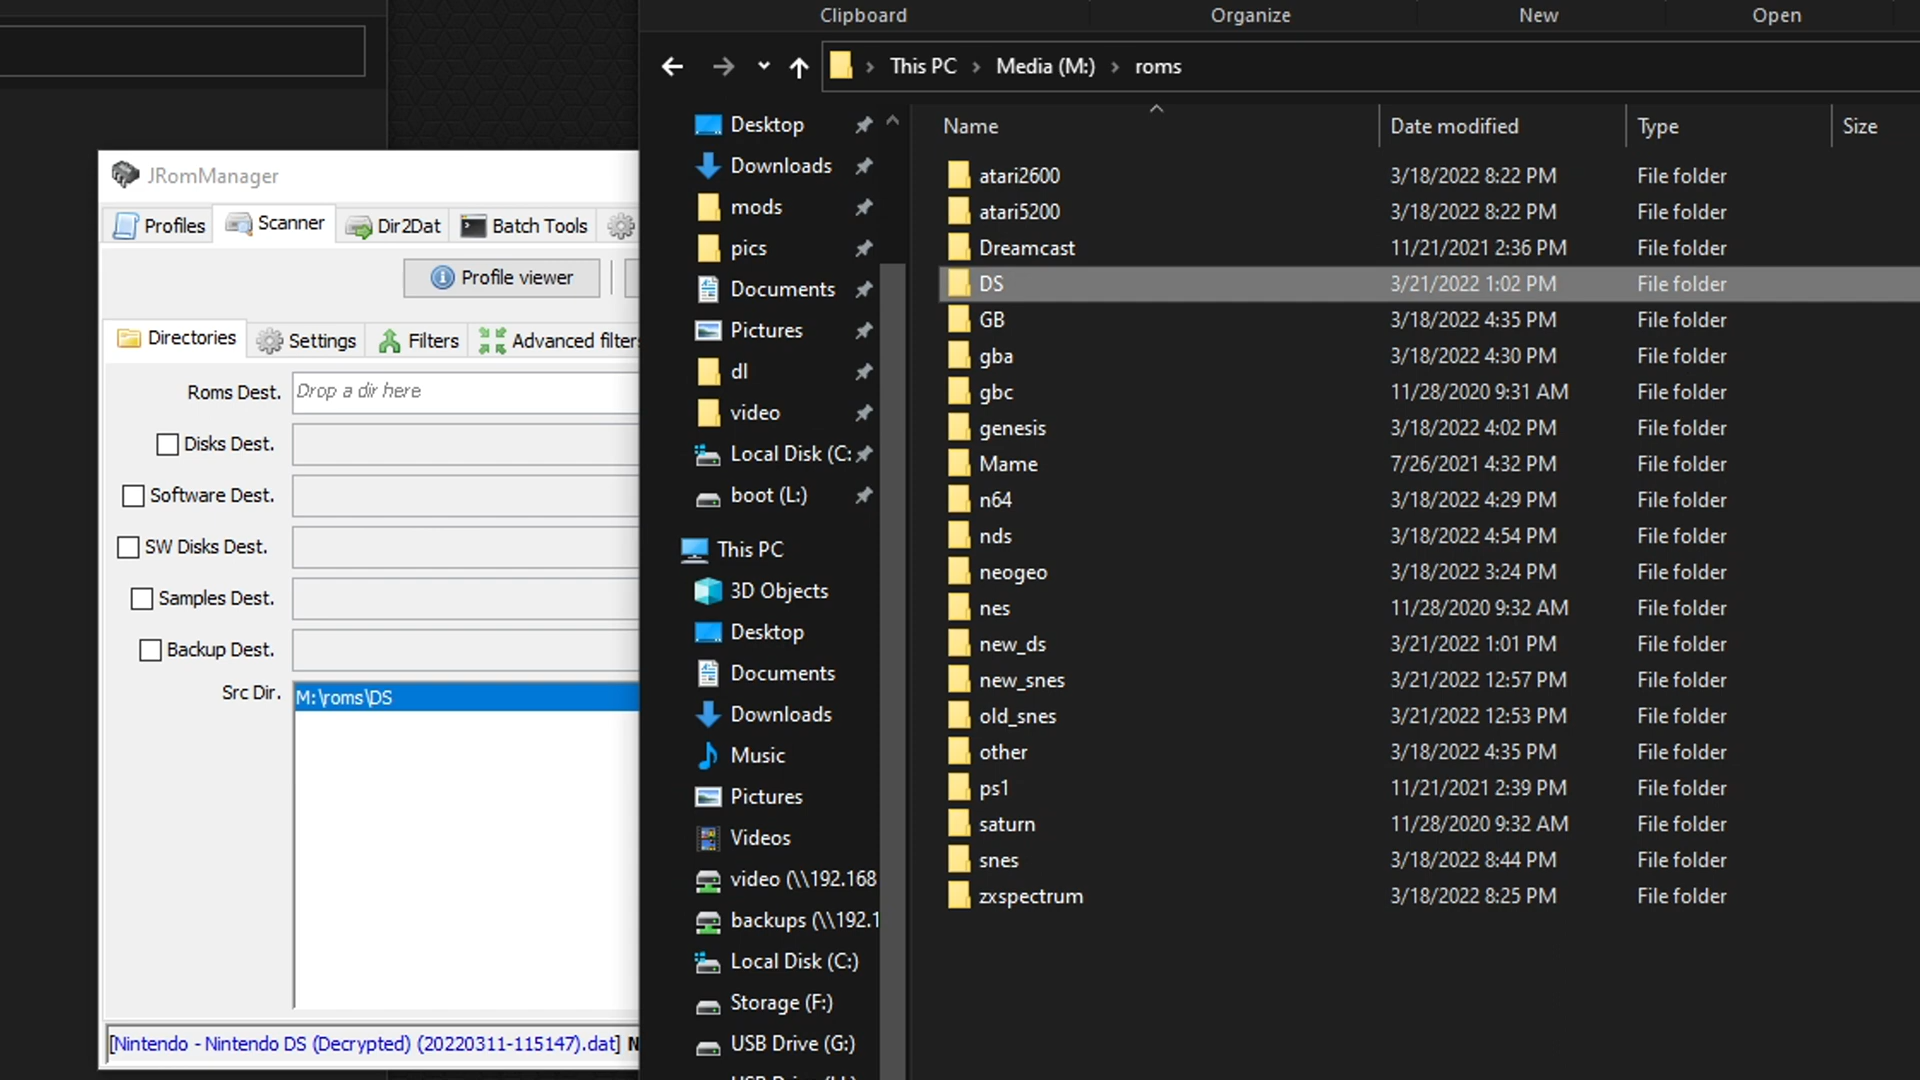 Clipboard
Organize
New
Open
This PC
Media (M:)
roms
Name
Date modified
Type
Size
JRomManager
Profiles
Scanner
Dir2Dat
Batch Tools
Profile viewer
Directories
Settings
Filters
Advanced filters
Roms Dest.
Drop a dir here
Disks Dest.
Software Dest.
SW Disks Dest.
Samples Dest.
Backup Dest.
Src Dir.
M:\roms\DS
[Nintendo - Nintendo DS (Decrypted) (20220311-115147).dat] N
Desktop
Downloads
mods
pics
Documents
Pictures
dl
video
Local Disk (C:
boot (L:)
This PC
3D Objects
Desktop
Documents
Downloads
Music
Pictures
Videos
video (\\192.168
backups (\\192.1
Local Disk (C:)
Storage (F:)
USB Drive (G:)
atari2600 3/18/2022 8:22 PM File folder
atari5200 3/18/2022 8:22 PM File folder
Dreamcast 11/21/2021 2:36 PM File folder
DS 3/21/2022 1:02 PM File folder
GB 3/18/2022 4:35 PM File folder
gba 3/18/2022 4:30 PM File folder
gbc 11/28/2020 9:31 AM File folder
genesis 3/18/2022 4:02 PM File folder
Mame 7/26/2021 4:32 PM File folder
n64 3/18/2022 4:29 PM File folder
nds 3/18/2022 4:54 PM File folder
neogeo 3/18/2022 3:24 PM File folder
nes 11/28/2020 9:32 AM File folder
new_ds 3/21/2022 1:01 PM File folder
new_snes 3/21/2022 12:57 PM File folder
old_snes 3/21/2022 12:53 PM File folder
other 3/18/2022 4:35 PM File folder
ps1 11/21/2021 2:39 PM File folder
saturn 11/28/2020 9:32 AM File folder
snes 3/18/2022 8:44 PM File folder
zxspectrum 3/18/2022 8:25 PM File folder